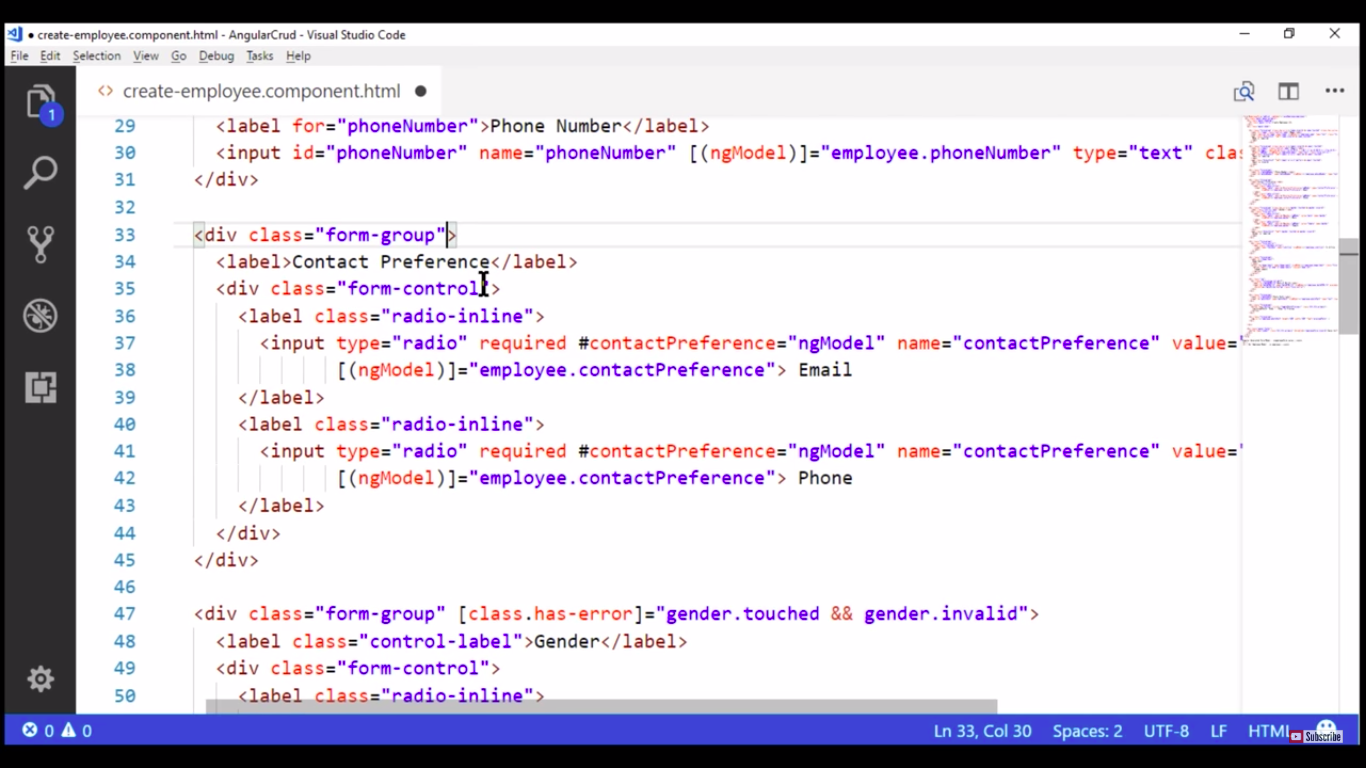 ● create-employee.component.html - AngularCrud - Visual Studio Code
File Edit Selection View Go Debug Tasks Help
<> create-employee.component.html ●
1
29 <label for="phoneNumber">Phone Number</label>
30 <input id="phoneNumber" name="phoneNumber" [(ngModel)]="employee.phoneNumber" type="text" clas
31 </div>
32
33 <div class="form-group">
34 <label>Contact Preference</label>
35 <div class="form-control">
36 <label class="radio-inline">
37 <input type="radio" required #contactPreference="ngModel" name="contactPreference" value="
38 [(ngModel)]="employee.contactPreference"> Email
39 </label>
40 <label class="radio-inline">
41 <input type="radio" required #contactPreference="ngModel" name="contactPreference" value="
42 [(ngModel)]="employee.contactPreference"> Phone
43 </label>
44 </div>
45 </div>
46
47 <div class="form-group" [class.has-error]="gender.touched && gender.invalid">
48 <label class="control-label">Gender</label>
49 <div class="form-control">
50 <label class="radio-inline">
0 0 Ln 33, Col 30 Spaces: 2 UTF-8 LF HTML
Subscribe